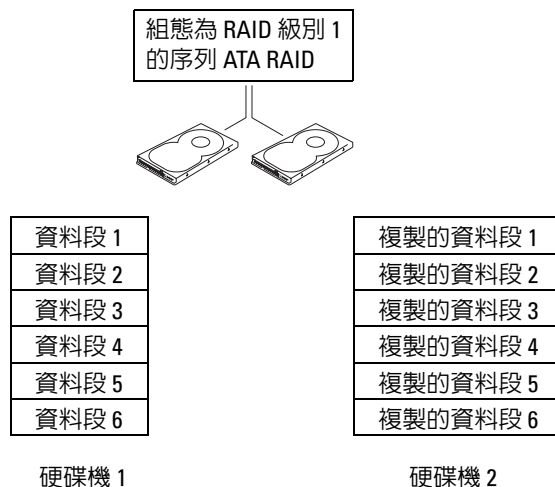 組態為 RAID 級別 1
的序列 ATA RAID
資料段 1
資料段 2
資料段 3
資料段 4
資料段 5
資料段 6
硬碟機 1
複製的資料段 1
複製的資料段 2
複製的資料段 3
複製的資料段 4
複製的資料段 5
複製的資料段 6
硬碟機 2